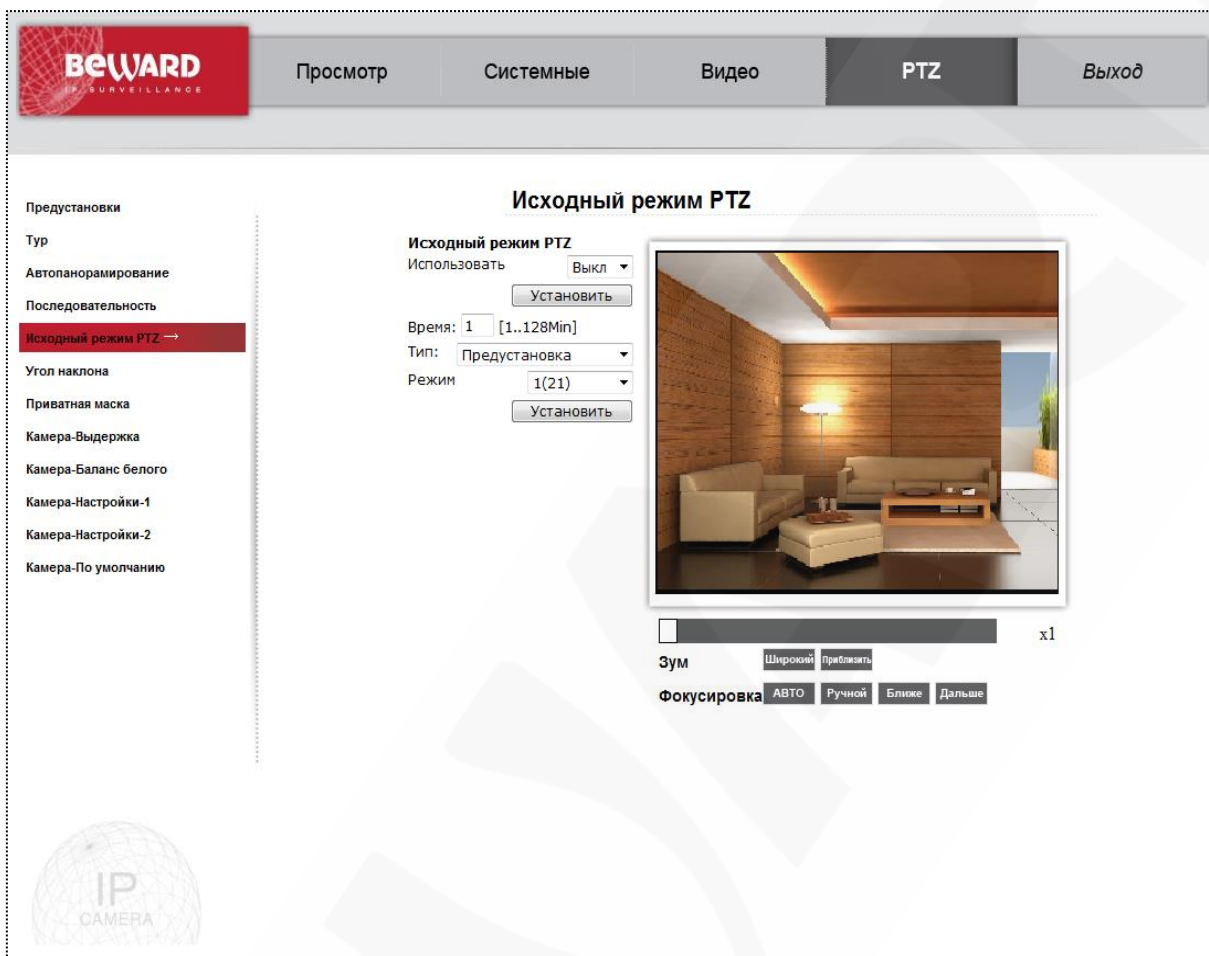 BEWARD
IP SURVEILLANCE
Просмотр
Системные
Видео
PTZ
Выход
Предустановки
Тур
Автопанорамирование
Последовательность
Исходный режим PTZ →
Угол наклона
Приватная маска
Камера-Выдержка
Камера-Баланс белого
Камера-Настройки-1
Камера-Настройки-2
Камера-По умолчанию
Исходный режим PTZ
Исходный режим PTZ
Использовать Выкл
Установить
Время: 1 [1..128Min]
Тип: Предустановка
Режим 1(21)
Установить
x1
Зум Широкий Приблизить
Фокусировка АВТО Ручной Ближе Дальше
IP
CAMERA